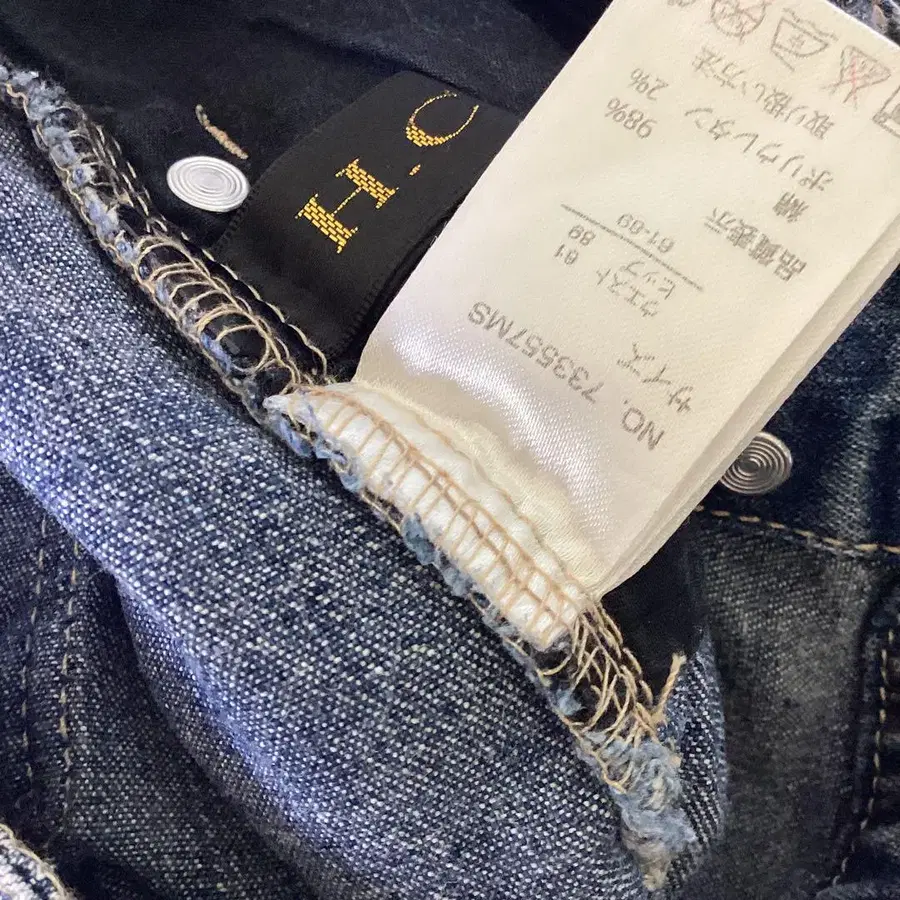 H.C
NO. 733557MS
サイズ
ウエスト 61
ヒップ 89
61-89
品質表示
綿 98%
ポリウレタン 2%
取り扱い方法